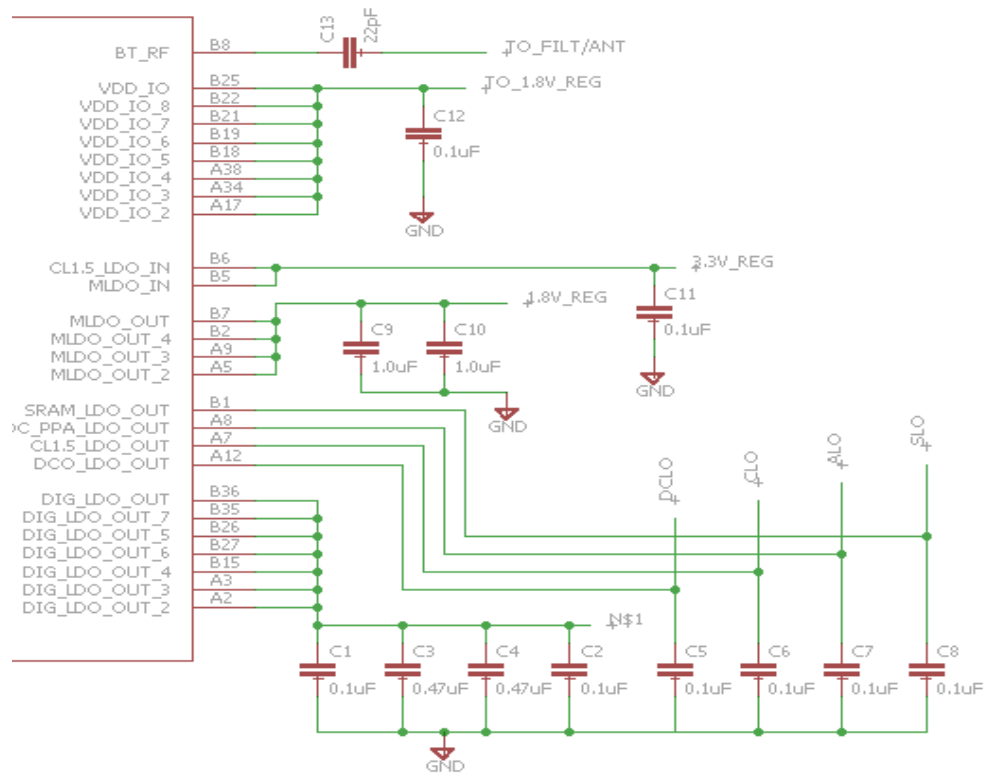 C13
22pF
BT_RF B8 TO_FILT/ANT
VDD_IO B25 TO_1.8V_REG
VDD_IO_8 B22
VDD_IO_7 B21
C12
VDD_IO_6 B19
0.1uF
VDD_IO_5 B18
VDD_IO_4 A38
VDD_IO_3 A34
VDD_IO_2 A17
GND
CL1.5_LDO_IN B6 3.3V_REG
MLDO_IN B5
C11
1.8V_REG
0.1uF
MLDO_OUT B7
C9 C10
MLDO_OUT_4 B2
MLDO_OUT_3 A9
1.0uF 1.0uF
MLDO_OUT_2 A5
GND
SRAM_LDO_OUT B1
GND
DC_PPA_LDO_OUT A8
CL1.5_LDO_OUT A7
DCO_LDO_OUT A12
DCLO
CLO
ALO
SLO
DIG_LDO_OUT B36
DIG_LDO_OUT_7 B35
DIG_LDO_OUT_5 B26
DIG_LDO_OUT_6 B27
DIG_LDO_OUT_4 B15
DIG_LDO_OUT_3 A3
DIG_LDO_OUT_2 A2
N$1
C1 C3 C4 C2 C5 C6 C7 C8
0.1uF 0.47uF 0.47uF 0.1uF 0.1uF 0.1uF 0.1uF 0.1uF
GND